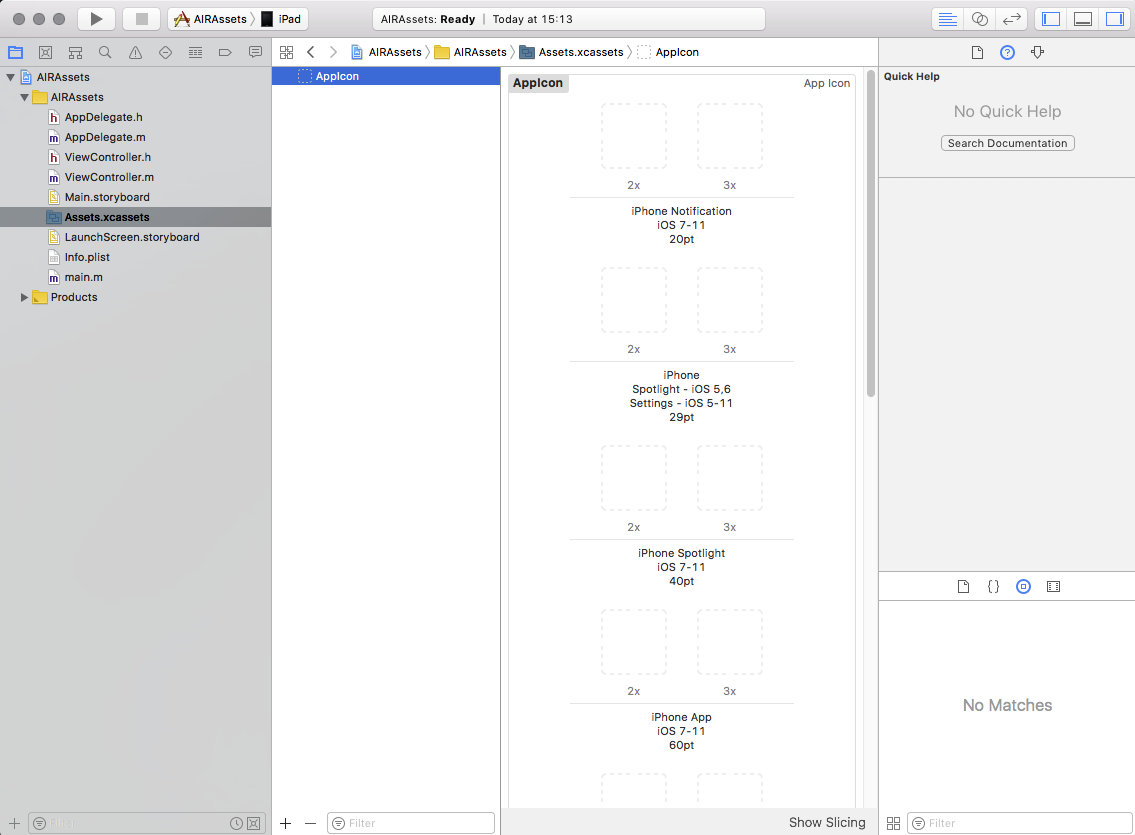 AIRAssets iPad
AIRAssets: Ready | Today at 15:13
AIRAssets AIRAssets Assets.xcassets AppIcon
AIRAssets
AIRAssets
h AppDelegate.h
m AppDelegate.m
h ViewController.h
m ViewController.m
Main.storyboard
Assets.xcassets
LaunchScreen.storyboard
Info.plist
m main.m
Products
Filter
AppIcon
Filter
AppIcon App Icon
2x 3x
iPhone Notification
iOS 7-11
20pt
2x 3x
iPhone
Spotlight - iOS 5,6
Settings - iOS 5-11
29pt
2x 3x
iPhone Spotlight
iOS 7-11
40pt
2x 3x
iPhone App
iOS 7-11
60pt
Show Slicing
Quick Help
No Quick Help
Search Documentation
{}
No Matches
Filter